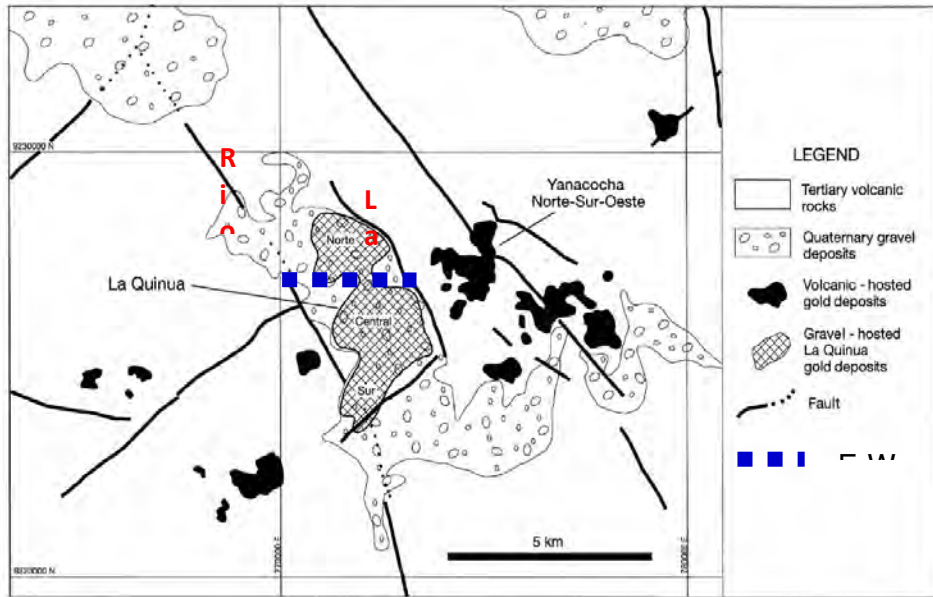 R
i
9230000 N
L
a
Yanacocha
Norte-Sur-Oeste
Norte
La Quinua
Central
Sur
5 km
LEGEND
Tertiary volcanic
rocks
Quaternary gravel
deposits
Volcanic - hosted
gold deposits
Gravel - hosted
La Quinua
gold deposits
Fault